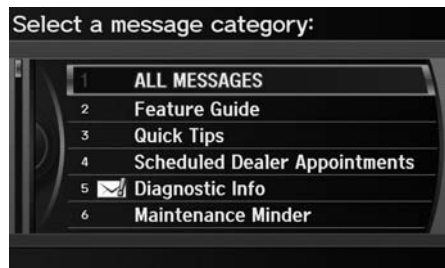 Select a message category:
1 ALL MESSAGES
2 Feature Guide
3 Quick Tips
4 Scheduled Dealer Appointments
5 Diagnostic Info
6 Maintenance Minder